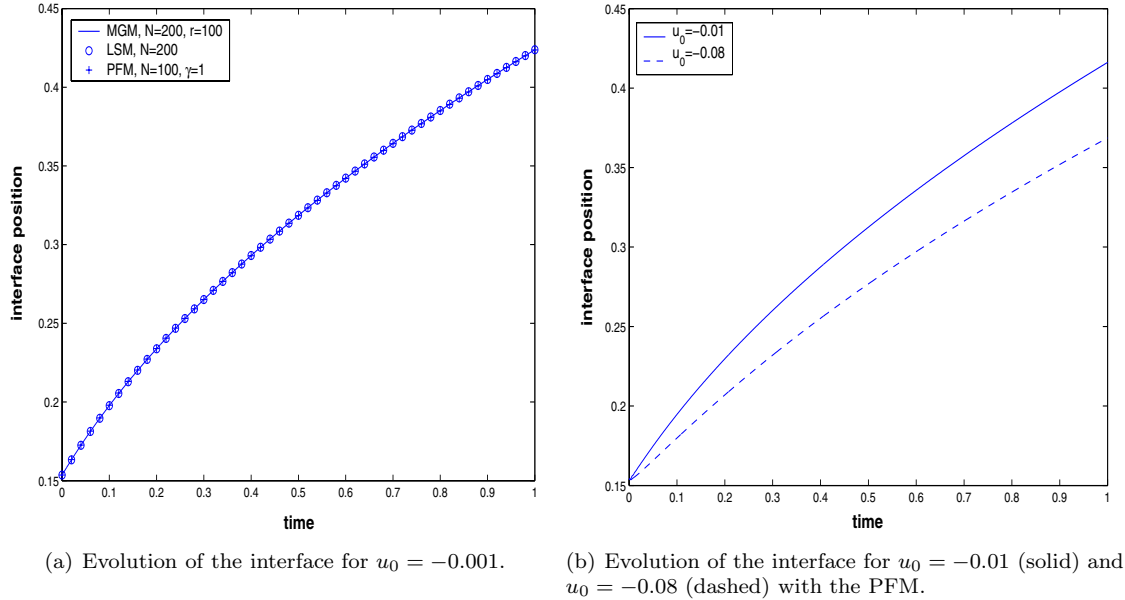 MGM, N=200, r=100
LSM, N=200
PFM, N=100, γ=1
0.45
0.4
0.35
0.3
0.25
0.2
0.15
interface position
0 0.1 0.2 0.3 0.4 0.5 0.6 0.7 0.8 0.9 1
time
(a) Evolution of the interface for u₀ = −0.001.
u₀=−0.01
u₀=−0.08
0.45
0.4
0.35
0.3
0.25
0.2
0.15
interface position
0 0.1 0.2 0.3 0.4 0.5 0.6 0.7 0.8 0.9 1
time
(b) Evolution of the interface for u₀ = −0.01 (solid) and
u₀ = −0.08 (dashed) with the PFM.